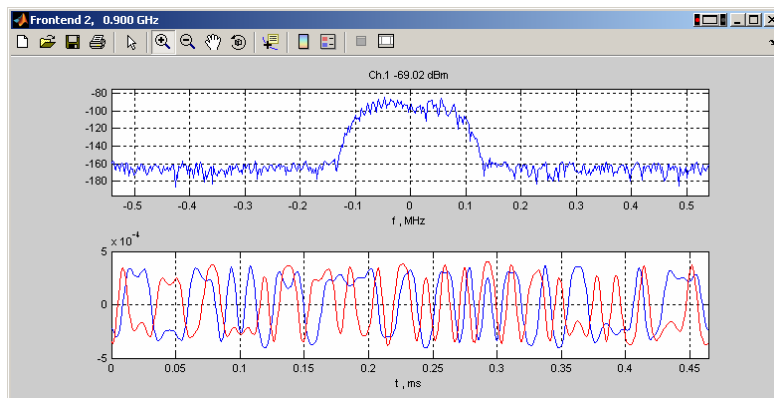 Frontend 2, 0.900 GHz
Ch.1 -69.02 dBm
-80
-100
-120
-140
-160
-180
-0.5 -0.4 -0.3 -0.2 -0.1 0 0.1 0.2 0.3 0.4 0.5
f , MHz
x 10^-4
5
0
-5
0 0.05 0.1 0.15 0.2 0.25 0.3 0.35 0.4 0.45
t , ms